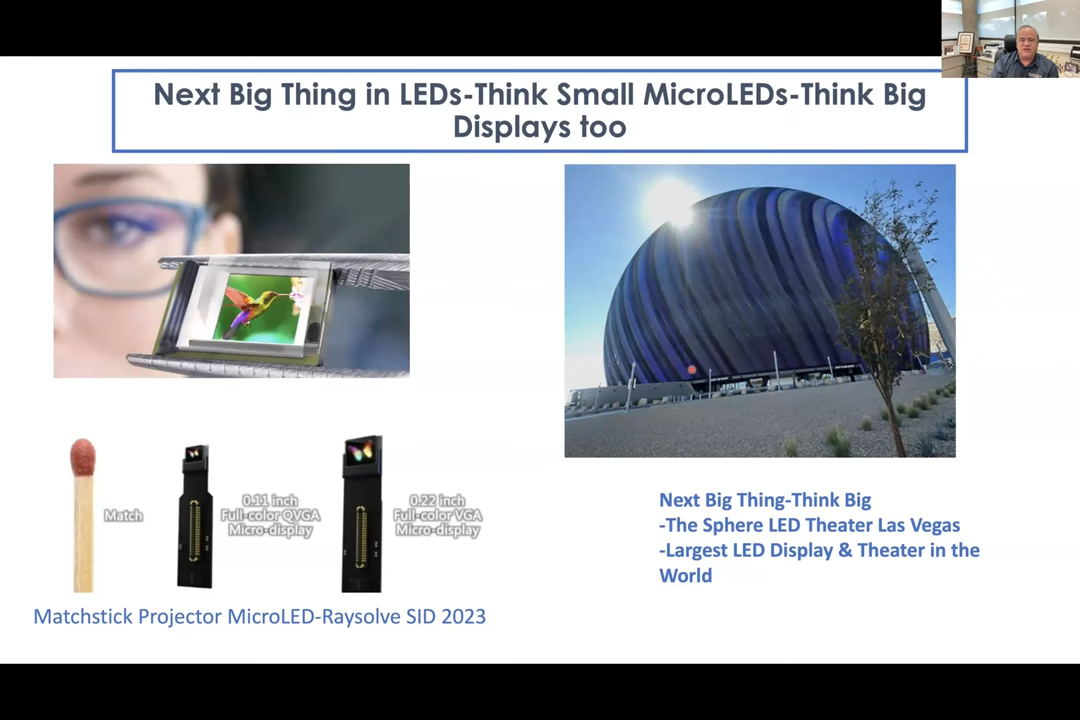 Next Big Thing in LEDs-Think Small MicroLEDs-Think Big
Displays too
Match
0.11 inch
Full-color QVGA
Micro-display
0.22 inch
Full-color VGA
Micro-display
Matchstick Projector MicroLED-Raysolve SID 2023
Next Big Thing-Think Big
-The Sphere LED Theater Las Vegas
-Largest LED Display & Theater in the
World